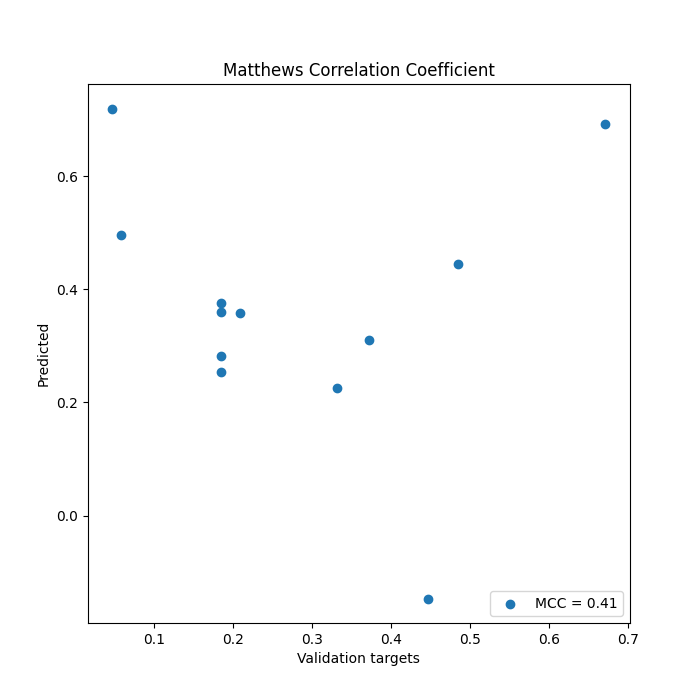 Matthews Correlation Coefficient
Predicted
0.6
0.4
0.2
0.0
MCC = 0.41
0.1 0.2 0.3 0.4 0.5 0.6 0.7
Validation targets